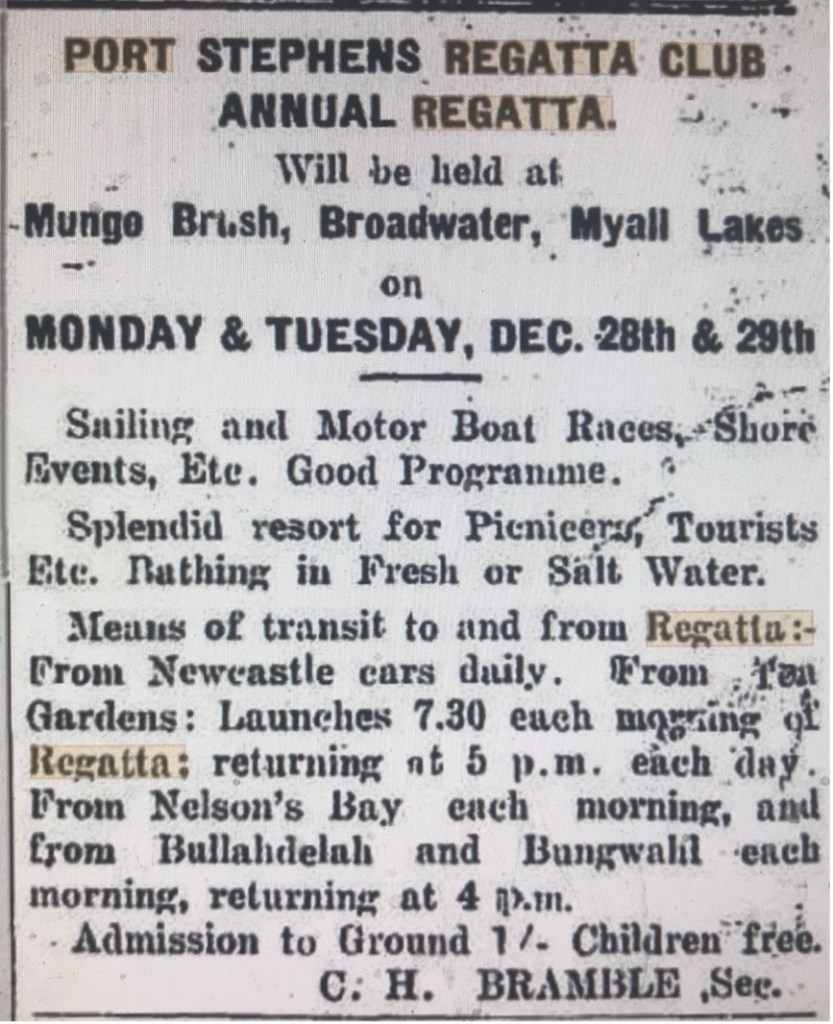 PORT STEPHENS REGATTA CLUB
ANNUAL REGATTA.
Will be held at
Mungo Brush, Broadwater, Myall Lakes
on
MONDAY & TUESDAY, DEC. 28th & 29th
Sailing and Motor Boat Races, Shore
Events, Etc. Good Programme.
Splendid resort for Picnicers, Tourists
Etc. Bathing in Fresh or Salt Water.
Means of transit to and from Regatta:-
From Newcastle cars daily. From Tea
Gardens: Launches 7.30 each morning of
Regatta; returning at 5 p.m. each day.
From Nelson's Bay each morning, and
from Bullahdelah and Bungwahl each
morning, returning at 4 p.m.
Admission to Ground 1/- Children free.
C. H. BRAMBLE ,Sec.